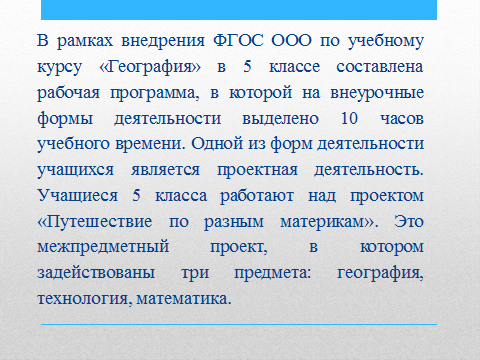 В рамках внедрения ФГОС ООО по учебному
курсу «География» в 5 классе составлена
рабочая программа, в которой на внеурочные
формы деятельности выделено 10 часов
учебного времени. Одной из форм деятельности
учащихся является проектная деятельность.
Учащиеся 5 класса работают над проектом
«Путешествие по разным материкам». Это
межпредметный проект, в котором
задействованы три предмета: география,
технология, математика.